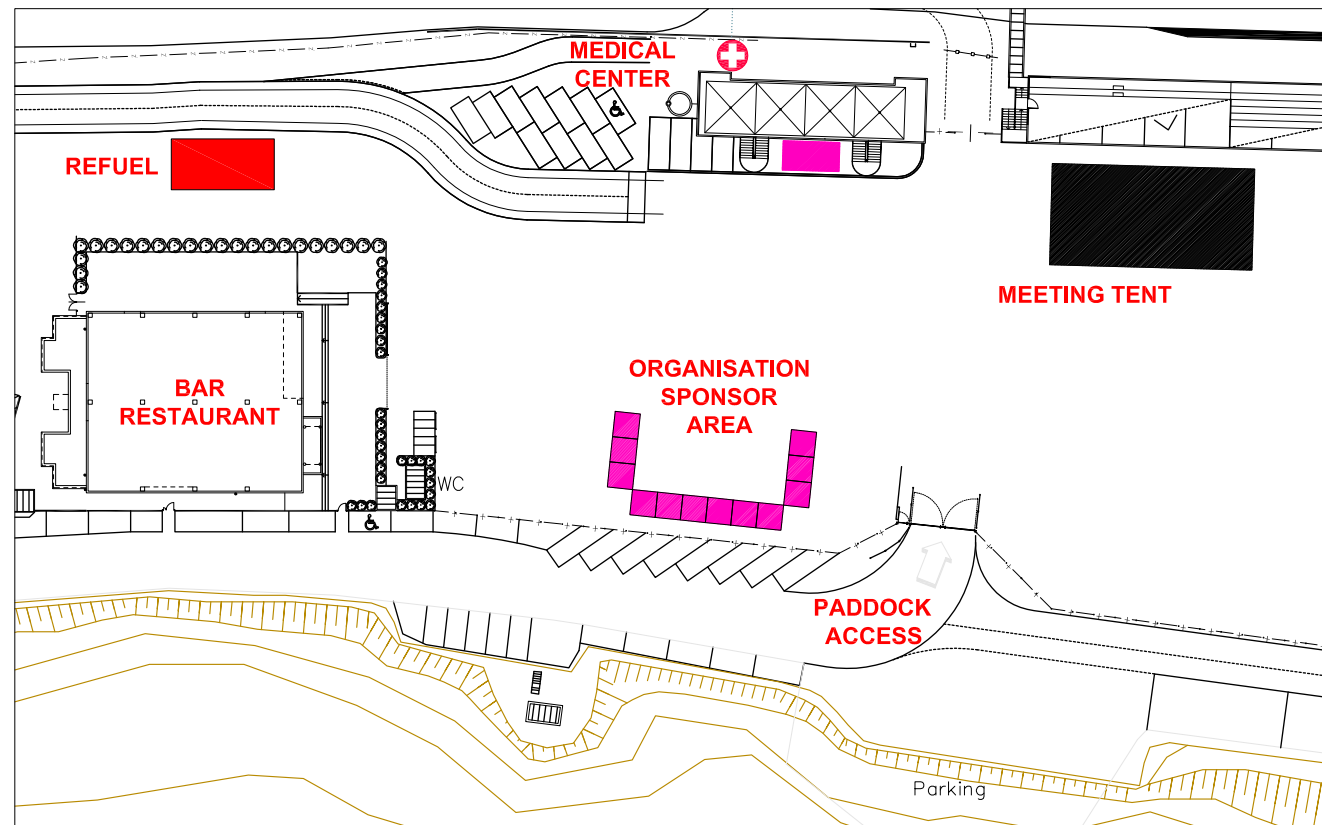 MEDICAL
CENTER
REFUEL
MEETING TENT
ORGANISATION
SPONSOR
AREA
BAR
RESTAURANT
WC
PADDOCK
ACCESS
Parking